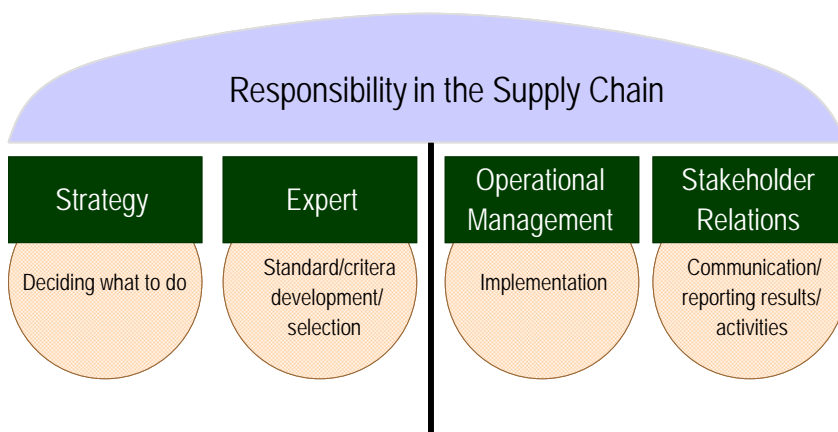 Responsibility in the Supply Chain
Strategy
Deciding what to do
Expert
Standard/critera
development/
selection
Operational
Management
Implementation
Stakeholder
Relations
Communication/
reporting results/
activities